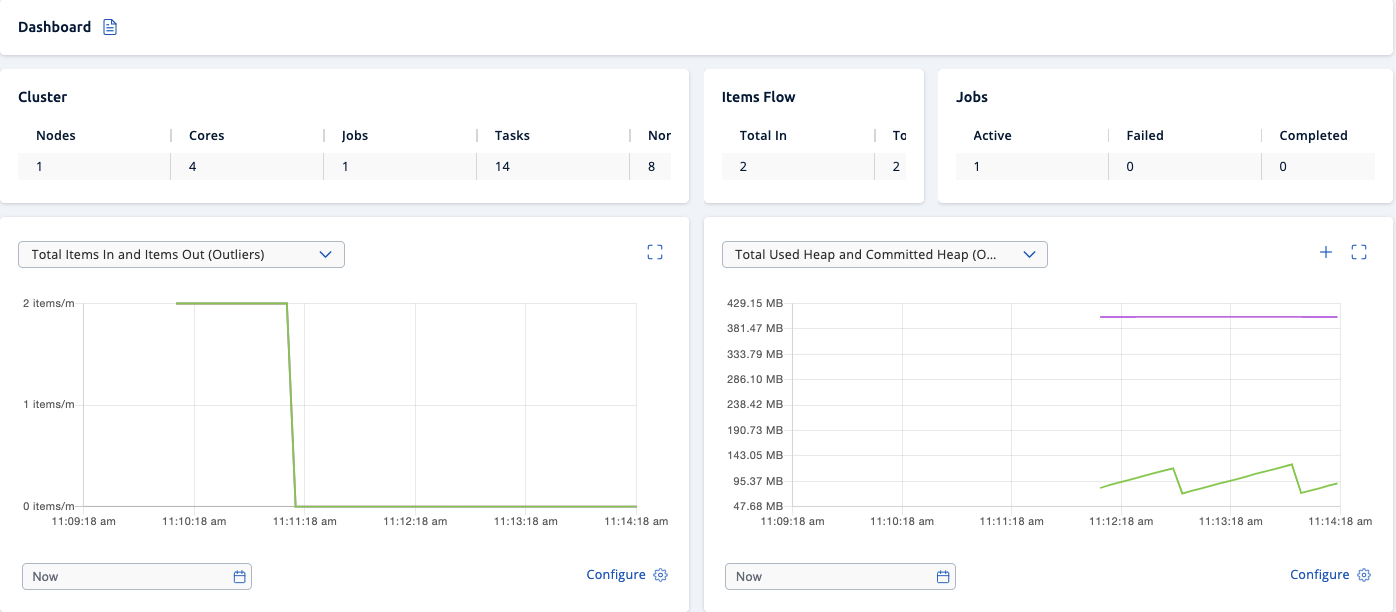 Dashboard
Cluster
Nodes Cores Jobs Tasks Nor
1 4 1 14 8
Items Flow
Total In To
2 2
Jobs
Active Failed Completed
1 0 0
Total Items In and Items Out (Outliers)
2 items/m
1 items/m
0 items/m
11:09:18 am 11:10:18 am 11:11:18 am 11:12:18 am 11:13:18 am 11:14:18 am
Now
Configure
Total Used Heap and Committed Heap (O...
429.15 MB
381.47 MB
333.79 MB
286.10 MB
238.42 MB
190.73 MB
143.05 MB
95.37 MB
47.68 MB
11:09:18 am 11:10:18 am 11:11:18 am 11:12:18 am 11:13:18 am 11:14:18 am
Now
Configure